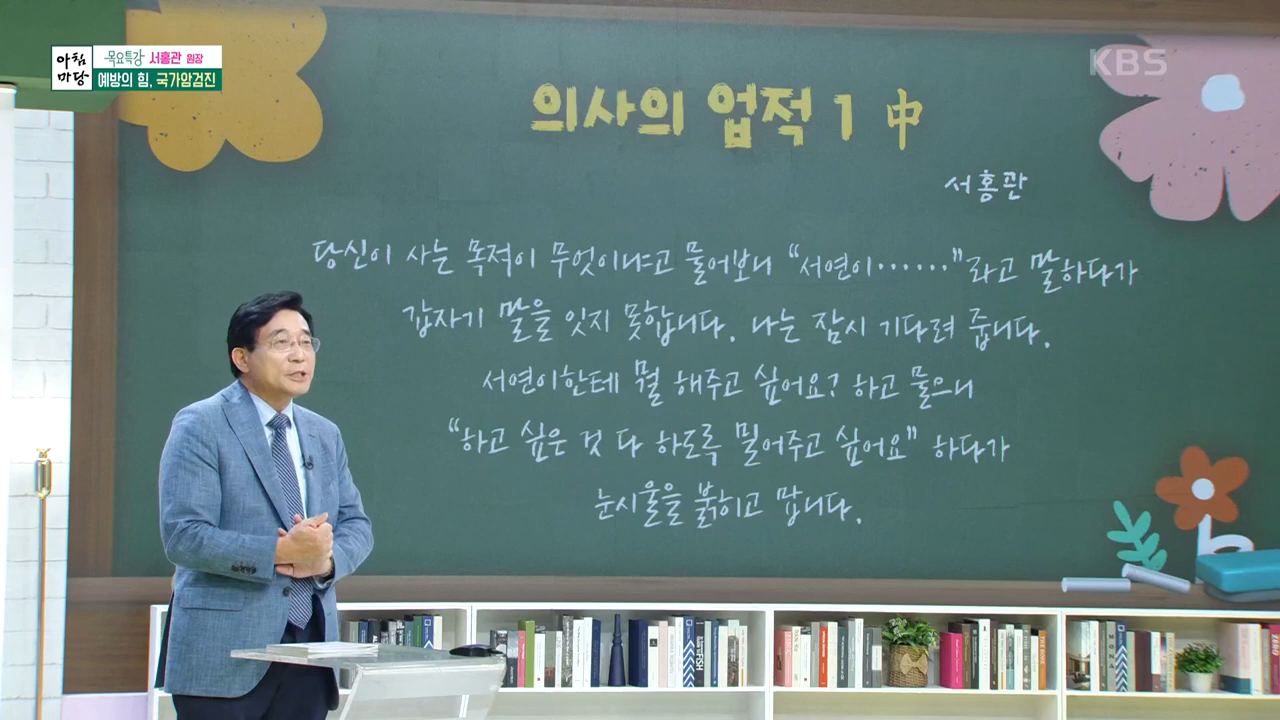 아침
마당
목요특강 서홍관 원장
예방의 힘, 국가암검진
KBS
의사의 업적 1 中
서홍관
당신이 사는 목적이 무엇이냐고 물어보니 “서연이……”라고 말하다가
갑자기 말을 잇지 못합니다. 나는 잠시 기다려 줍니다.
서연이한테 뭘 해주고 싶어요? 하고 물으니
“하고 싶은 것 다 하도록 밀어주고 싶어요” 하다가
눈시울을 붉히고 맙니다.